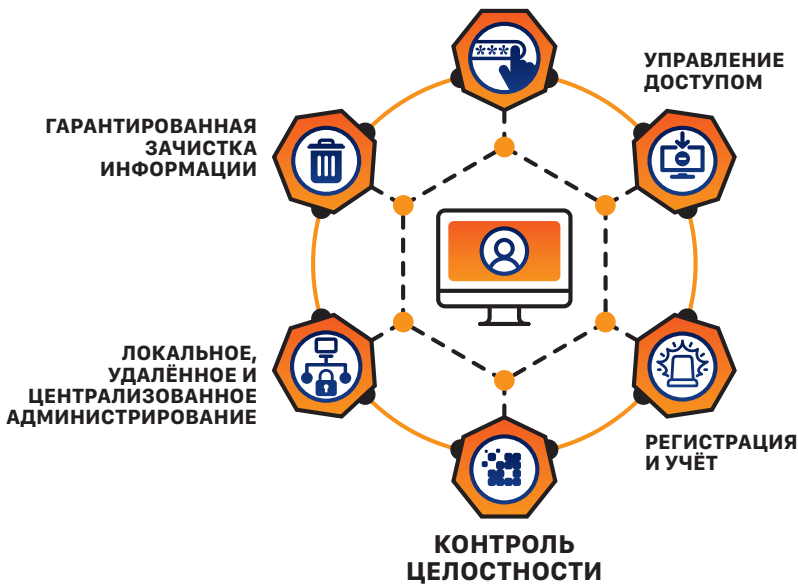 ****
УПРАВЛЕНИЕ
ДОСТУПОМ
ГАРАНТИРОВАННАЯ
ЗАЧИСТКА
ИНФОРМАЦИИ
ЛОКАЛЬНОЕ,
УДАЛЁННОЕ И
ЦЕНТРАЛИЗОВАННОЕ
АДМИНИСТРИРОВАНИЕ
РЕГИСТРАЦИЯ
И УЧЁТ
КОНТРОЛЬ
ЦЕЛОСТНОСТИ